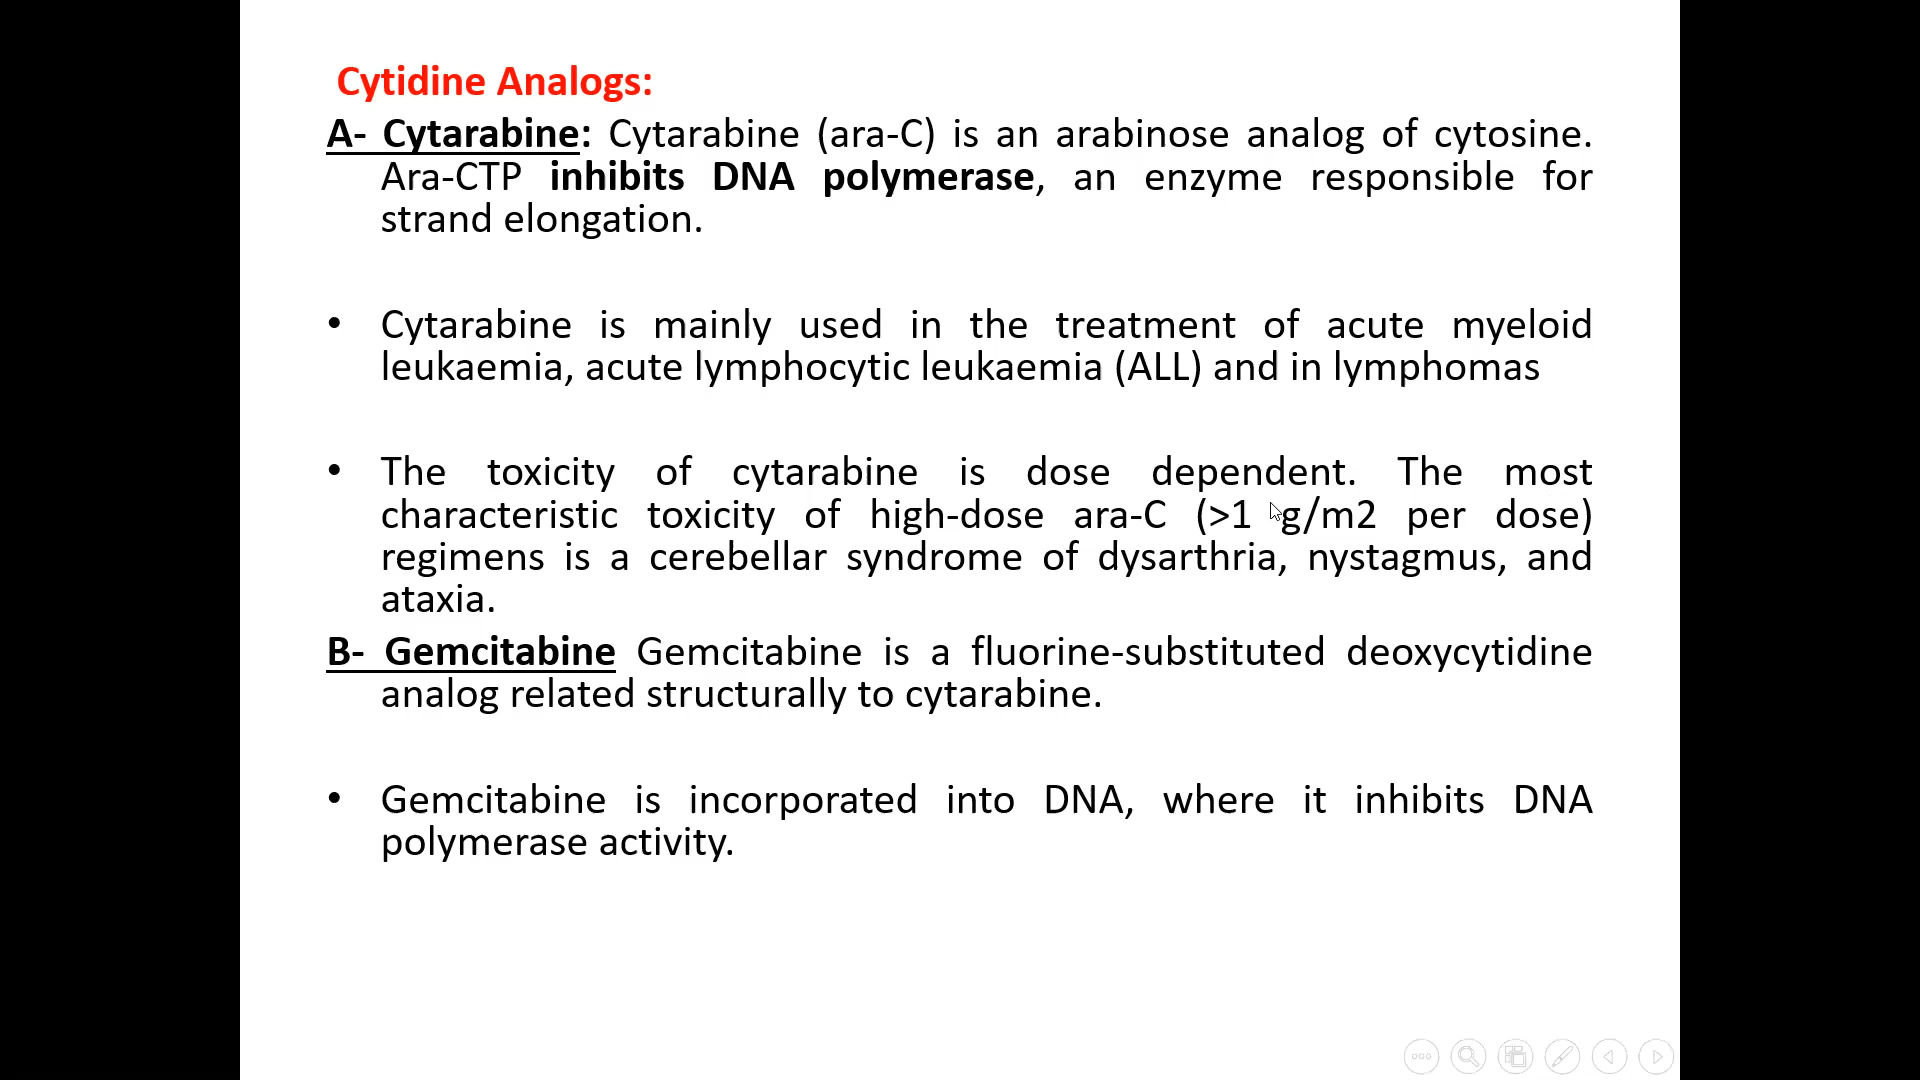 Cytidine Analogs:
A- Cytarabine: Cytarabine (ara-C) is an arabinose analog of cytosine.
Ara-CTP inhibits DNA polymerase, an enzyme responsible for
strand elongation.
• Cytarabine is mainly used in the treatment of acute myeloid
leukaemia, acute lymphocytic leukaemia (ALL) and in lymphomas
• The toxicity of cytarabine is dose dependent. The most
characteristic toxicity of high-dose ara-C (>1 g/m2 per dose)
regimens is a cerebellar syndrome of dysarthria, nystagmus, and
ataxia.
B- Gemcitabine Gemcitabine is a fluorine-substituted deoxycytidine
analog related structurally to cytarabine.
• Gemcitabine is incorporated into DNA, where it inhibits DNA
polymerase activity.